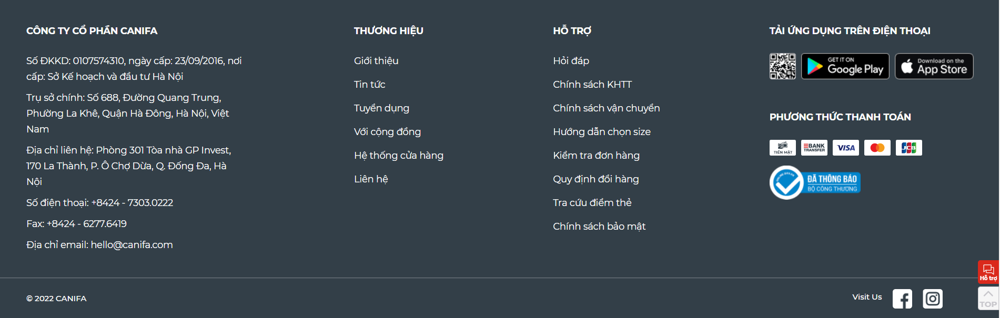 CÔNG TY CỔ PHẦN CANIFA
Số ĐKKD: 0107574310, ngày cấp: 23/09/2016, nơi
cấp: Sở Kế hoạch và đầu tư Hà Nội
Trụ sở chính: Số 688, Đường Quang Trung,
Phường La Khê, Quận Hà Đông, Hà Nội, Việt
Nam
Địa chỉ liên hệ: Phòng 301 Tòa nhà GP Invest,
170 La Thành, P. Ô Chợ Dừa, Q. Đống Đa, Hà
Nội
Số điện thoại: +8424 - 7303.0222
Fax: +8424 - 6277.6419
Địa chỉ email: hello@canifa.com
THƯƠNG HIỆU
Giới thiệu
Tin tức
Tuyển dụng
Với cộng đồng
Hệ thống cửa hàng
Liên hệ
HỖ TRỢ
Hỏi đáp
Chính sách KHTT
Chính sách vận chuyển
Hướng dẫn chọn size
Kiểm tra đơn hàng
Quy định đổi hàng
Tra cứu điểm thẻ
Chính sách bảo mật
TẢI ỨNG DỤNG TRÊN ĐIỆN THOẠI
GET IT ON
Google Play
Download on the
App Store
PHƯƠNG THỨC THANH TOÁN
TIỀN MẶT
BANK
TRANSFER
VISA
JCB
ONLINE.GOV.VN
ĐÃ THÔNG BÁO
BỘ CÔNG THƯƠNG
Hỗ trợ
TOP
© 2022 CANIFA
Visit Us